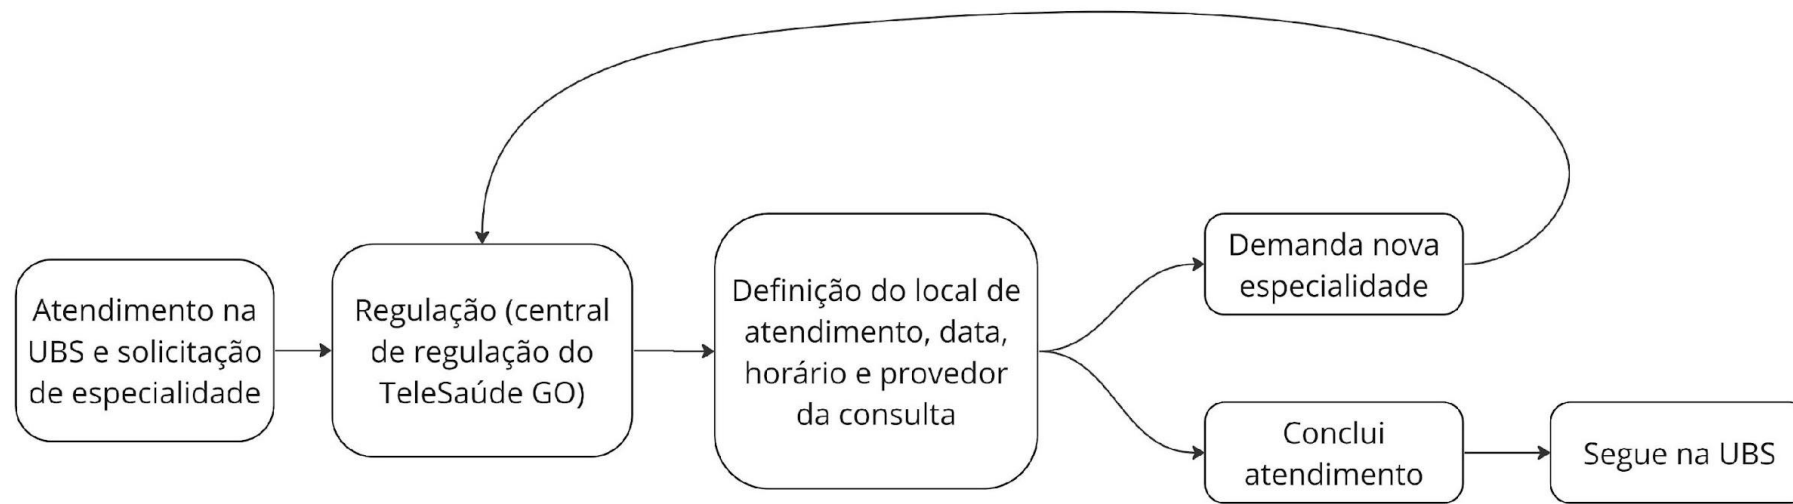 Atendimento na
UBS e solicitação
de especialidade
Regulação (central
de regulação do
TeleSaúde GO)
Definição do local de
atendimento, data,
horário e provedor
da consulta
Demanda nova
especialidade
Conclui
atendimento
Segue na UBS